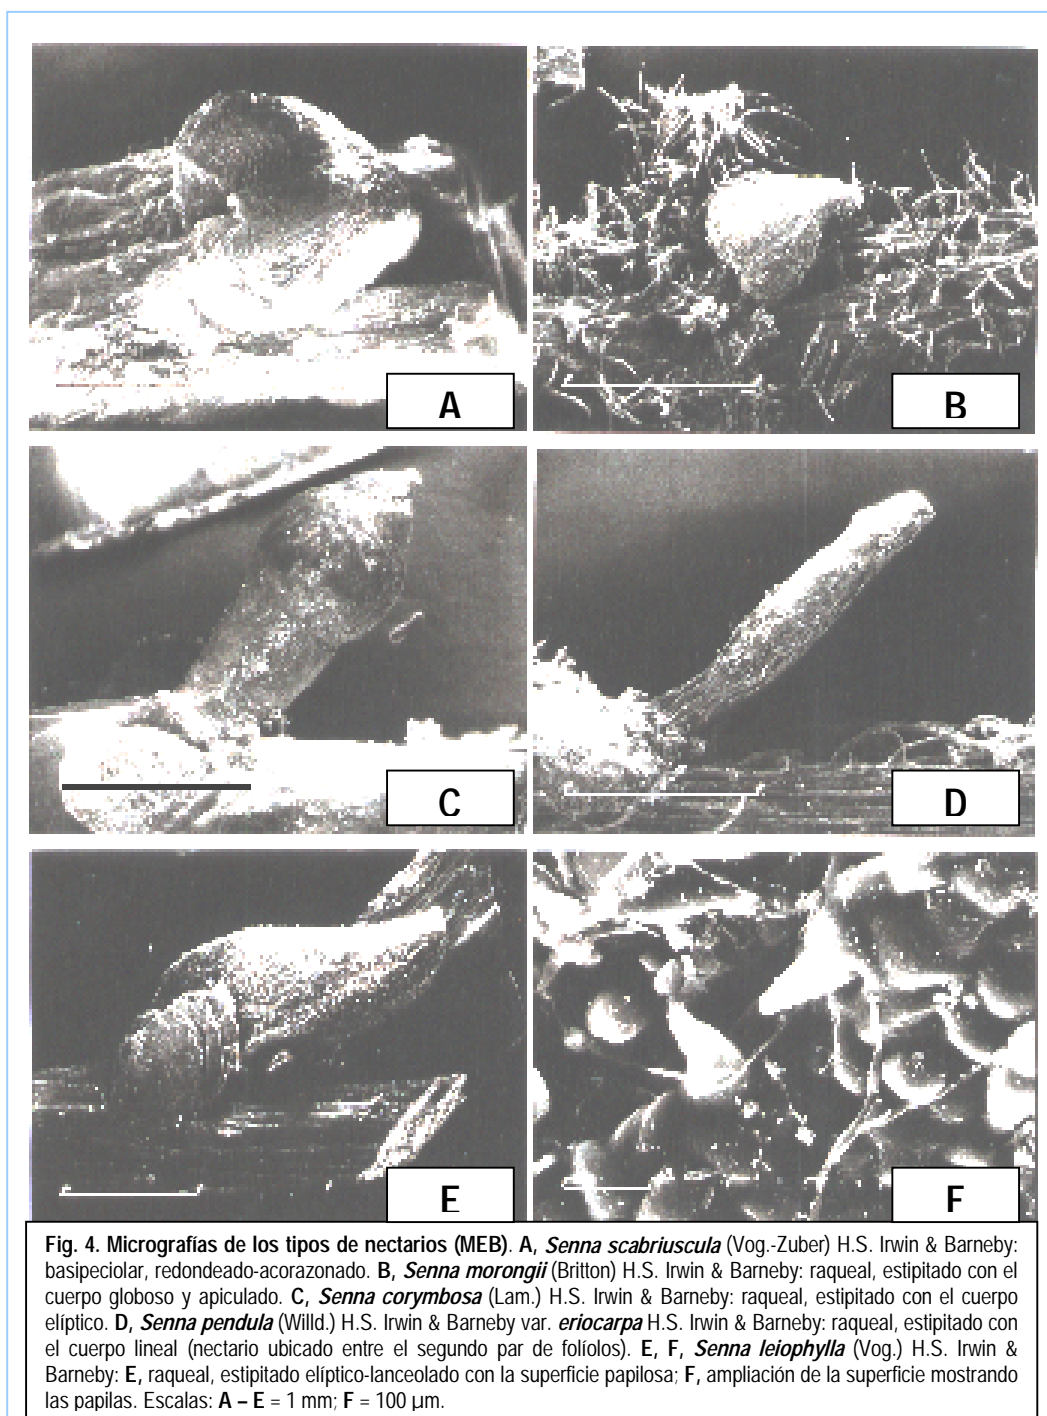 A
B
C
D
E
F
Fig. 4. Micrografías de los tipos de nectarios (MEB). A, Senna scabriuscula (Vog.-Zuber) H.S. Irwin & Barneby:
basipeciolar, redondeado-acorazonado. B, Senna morongii (Britton) H.S. Irwin & Barneby: raqueal, estipitado con el
cuerpo globoso y apiculado. C, Senna corymbosa (Lam.) H.S. Irwin & Barneby: raqueal, estipitado con el cuerpo
elíptico. D, Senna pendula (Willd.) H.S. Irwin & Barneby var. eriocarpa H.S. Irwin & Barneby: raqueal, estipitado con
el cuerpo lineal (nectario ubicado entre el segundo par de folíolos). E, F, Senna leiophylla (Vog.) H.S. Irwin &
Barneby: E, raqueal, estipitado elíptico-lanceolado con la superficie papilosa; F, ampliación de la superficie mostrando
las papilas. Escalas: A – E = 1 mm; F = 100 µm.